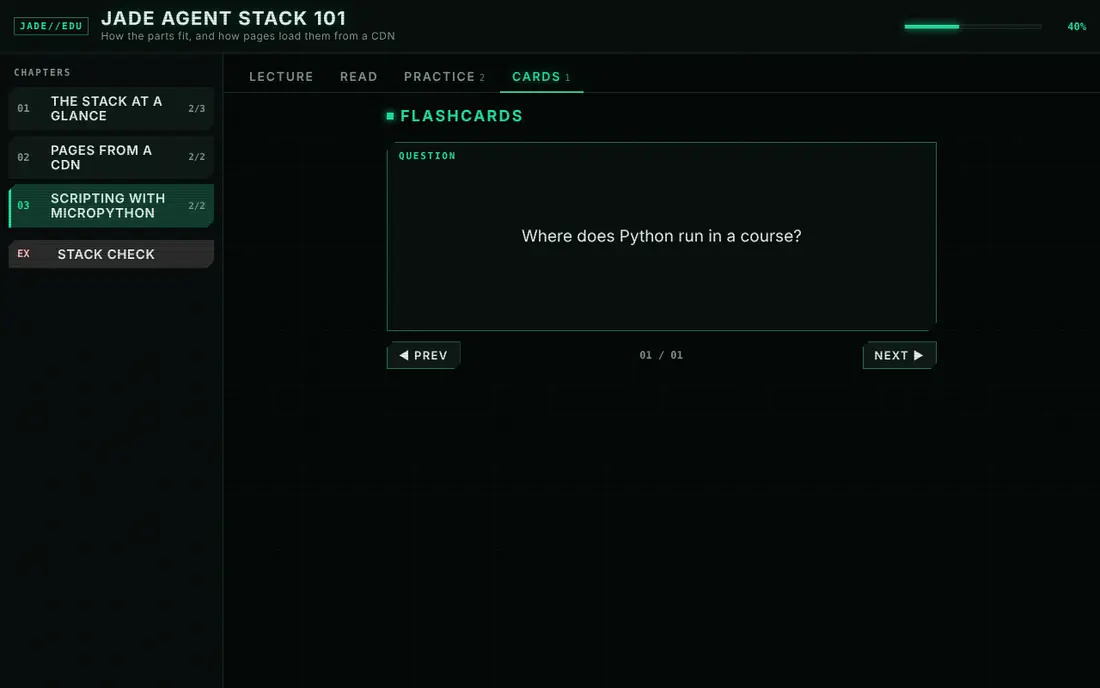 JADE//EDU
JADE AGENT STACK 101
How the parts fit, and how pages load them from a CDN
40%
CHAPTERS
01 THE STACK AT A
GLANCE 2/3
02 PAGES FROM A
CDN 2/2
03 SCRIPTING WITH
MICROPYTHON 2/2
EX STACK CHECK
LECTURE READ PRACTICE 2 CARDS 1
FLASHCARDS
QUESTION
Where does Python run in a course?
◀ PREV 01 / 01 NEXT ▶